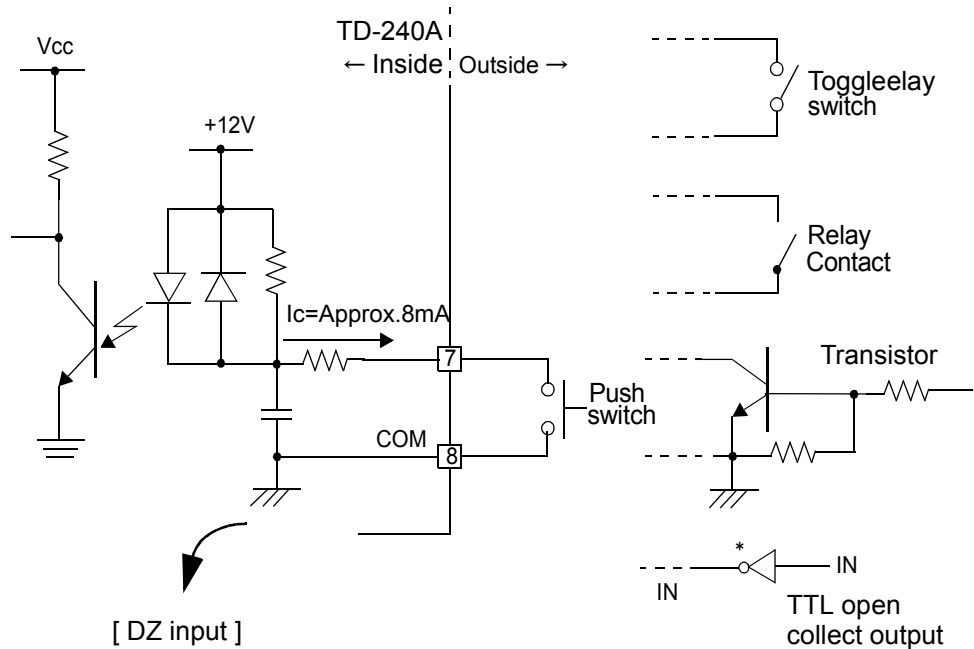 TD-240A
← Inside
Outside →
Vcc
+12V
Toggleelay
switch
Relay
Contact
Ic=Approx.8mA
7
Push
switch
COM
8
Transistor
*
IN
IN
TTL open
collect output
[ DZ input ]